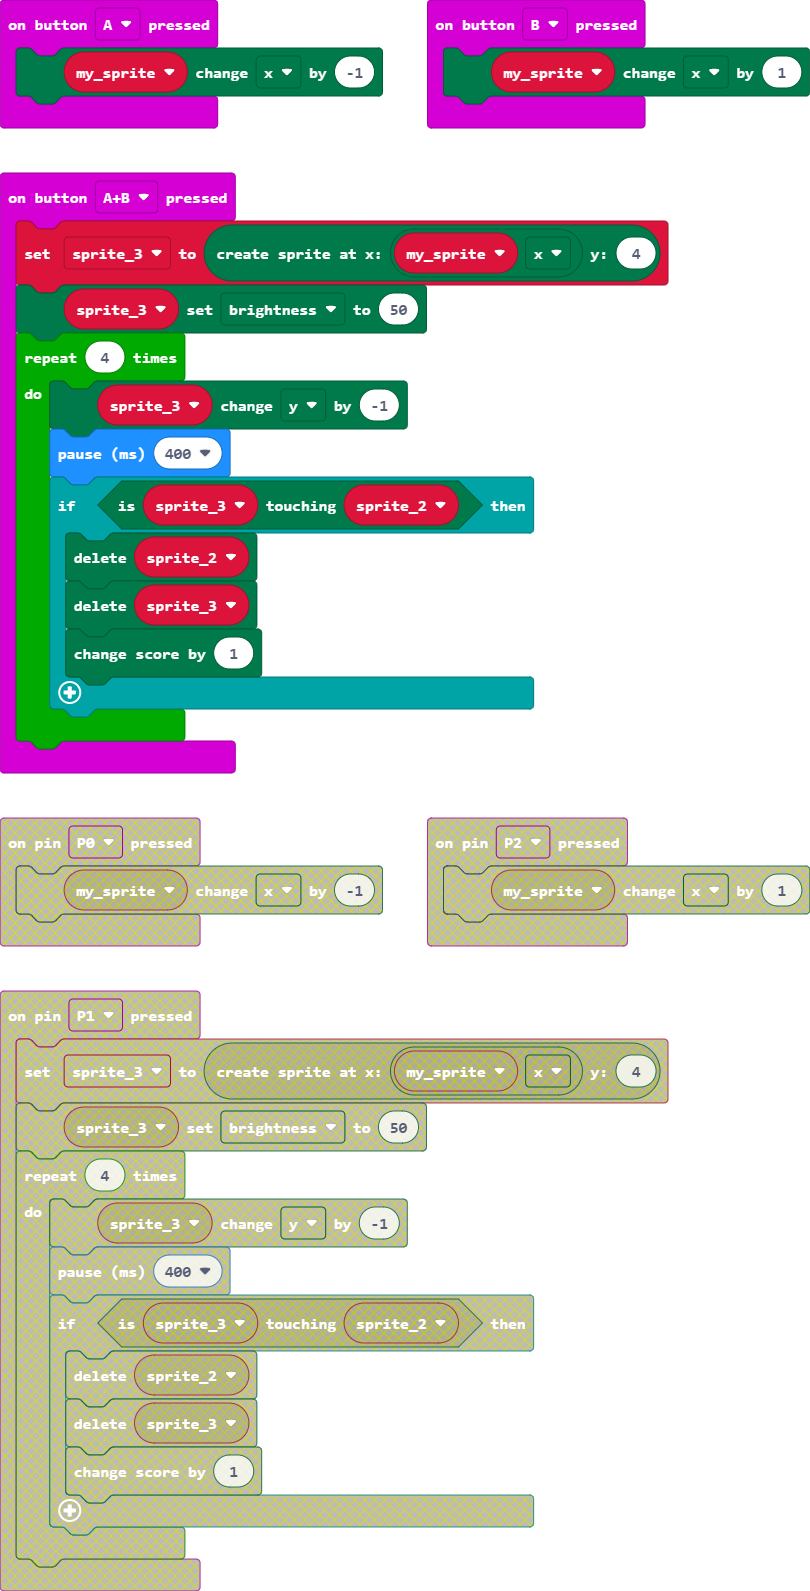 on button A pressed
my_sprite change x by -1
on button B pressed
my_sprite change x by 1
on button A+B pressed
set sprite_3 to create sprite at x: my_sprite x y: 4
sprite_3 set brightness to 50
repeat 4 times
do
sprite_3 change y by -1
pause (ms) 400
if is sprite_3 touching sprite_2 then
delete sprite_2
delete sprite_3
change score by 1
on pin P0 pressed
my_sprite change x by -1
on pin P2 pressed
my_sprite change x by 1
on pin P1 pressed
set sprite_3 to create sprite at x: my_sprite x y: 4
sprite_3 set brightness to 50
repeat 4 times
do
sprite_3 change y by -1
pause (ms) 400
if is sprite_3 touching sprite_2 then
delete sprite_2
delete sprite_3
change score by 1